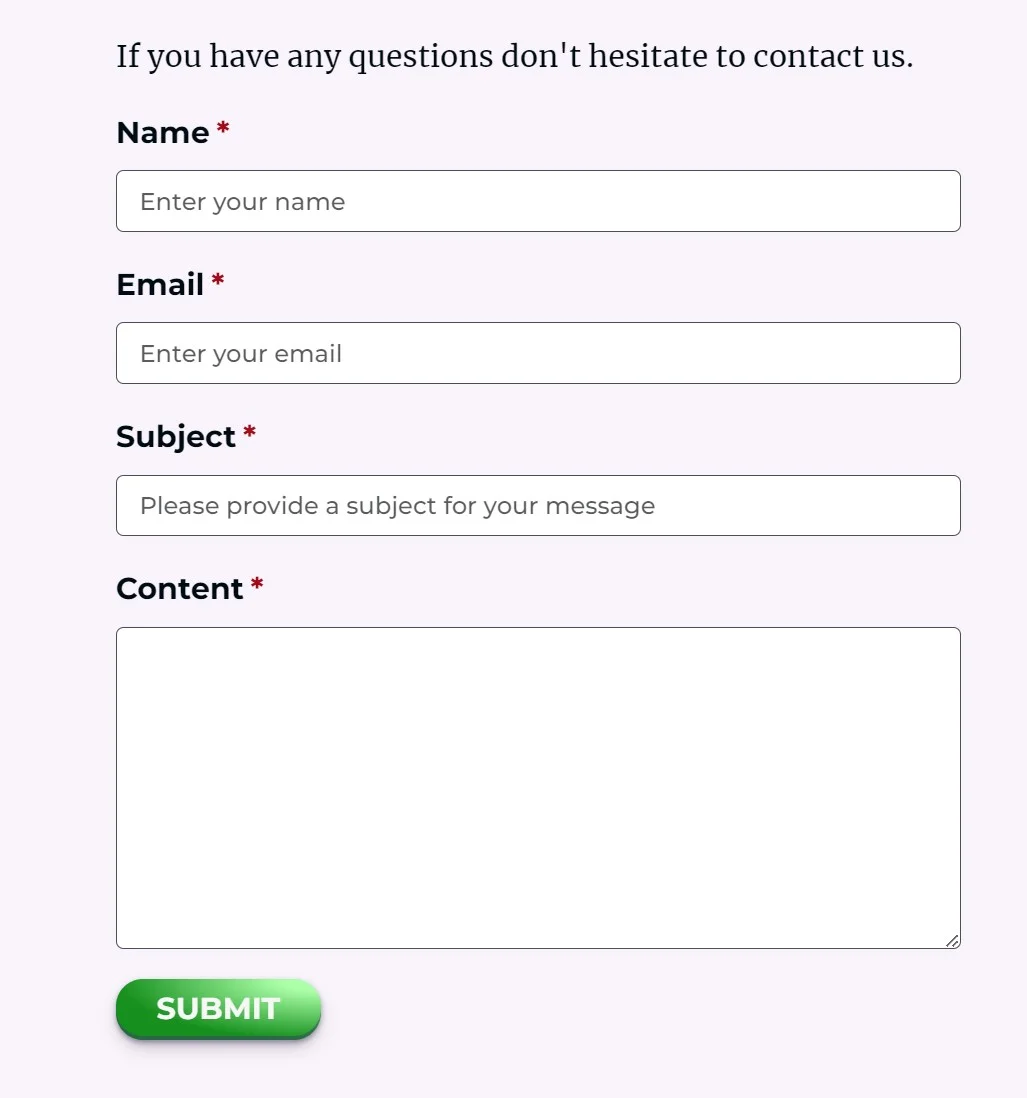 If you have any questions don't hesitate to contact us.
Name *
Enter your name
Email *
Enter your email
Subject *
Please provide a subject for your message
Content *
SUBMIT